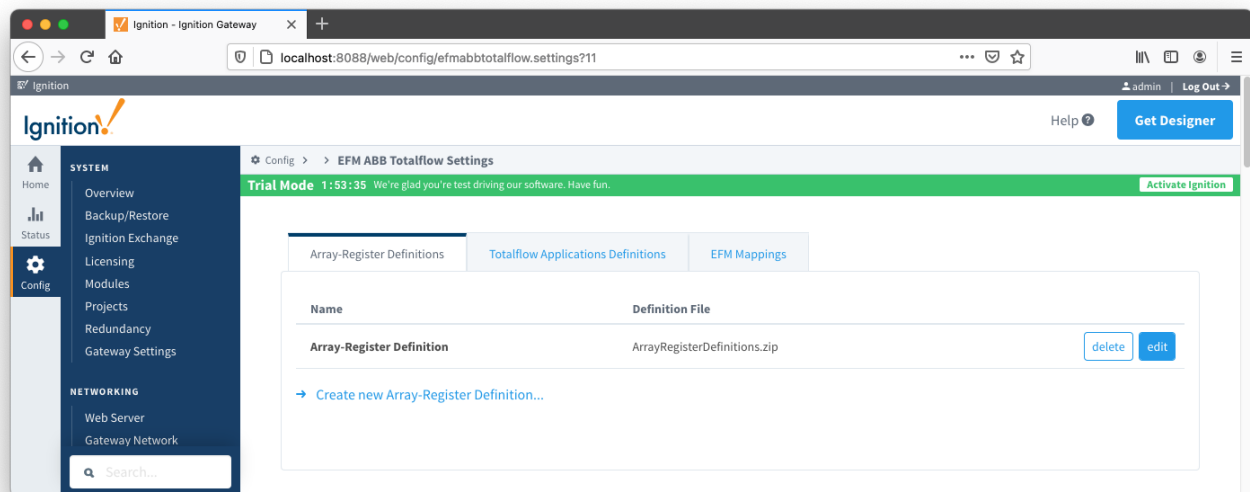 Ignition - Ignition Gateway
localhost:8088/web/config/efmabbtotalflow.settings?11
Ignition
admin | Log Out
Ignition!
Help
Get Designer
Home
Status
Config
SYSTEM
Overview
Backup/Restore
Ignition Exchange
Licensing
Modules
Projects
Redundancy
Gateway Settings
NETWORKING
Web Server
Gateway Network
Search...
Config > > EFM ABB Totalflow Settings
Trial Mode 1:53:35 We're glad you're test driving our software. Have fun. Activate Ignition
Array-Register Definitions Totalflow Applications Definitions EFM Mappings
Name Definition File
Array-Register Definition ArrayRegisterDefinitions.zip delete edit
→ Create new Array-Register Definition...